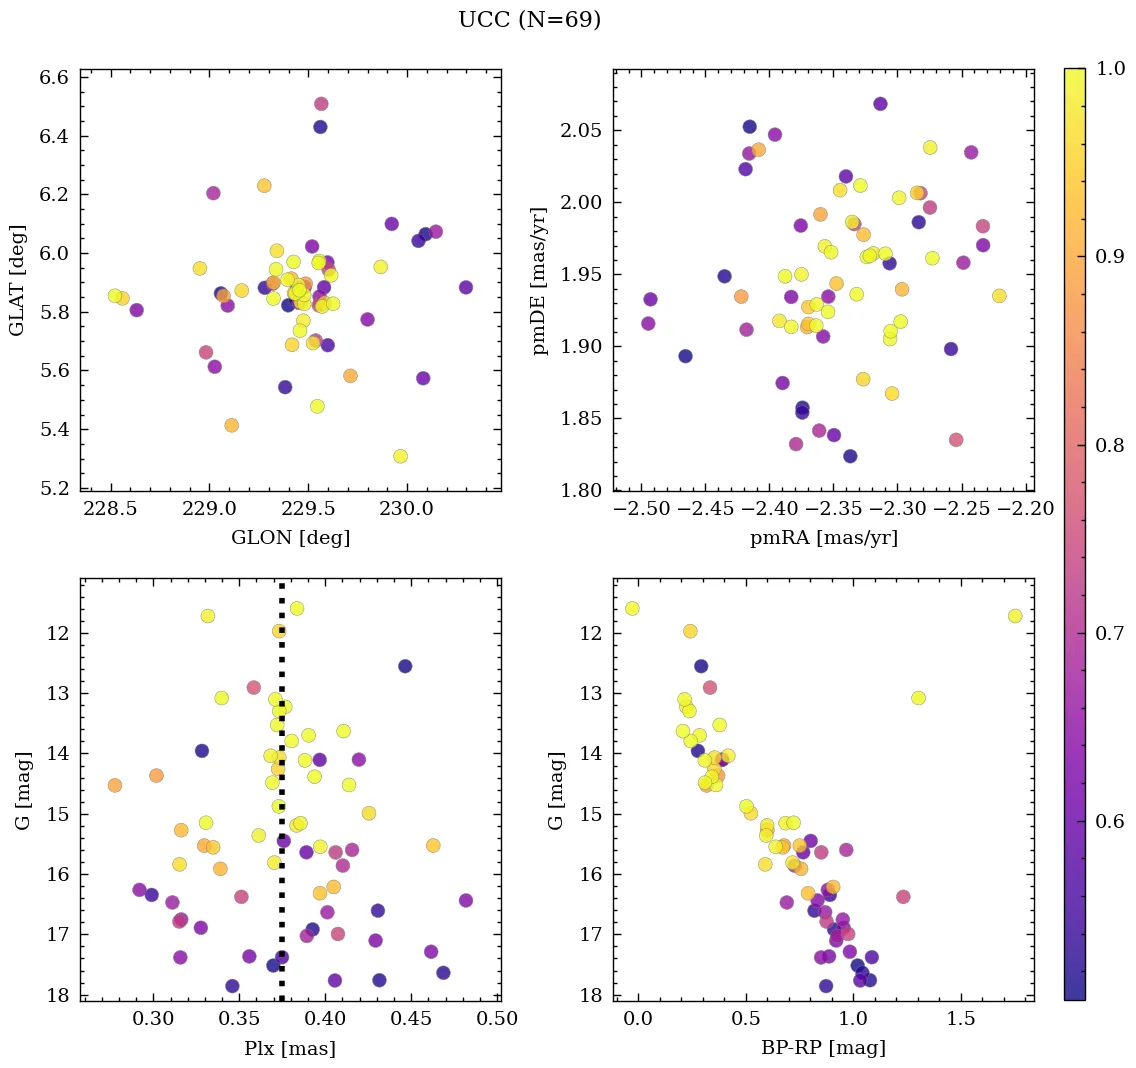 UCC (N=69)
6.6
6.4
6.2
6.0
5.8
5.6
5.4
5.2
GLAT [deg]
228.5 229.0 229.5 230.0
GLON [deg]
2.05
2.00
1.95
1.90
1.85
1.80
pmDE [mas/yr]
−2.50 −2.45 −2.40 −2.35 −2.30 −2.25 −2.20
pmRA [mas/yr]
1.0
0.9
0.8
0.7
0.6
12
13
14
15
16
17
18
G [mag]
0.30 0.35 0.40 0.45 0.50
Plx [mas]
12
13
14
15
16
17
18
G [mag]
0.0 0.5 1.0 1.5
BP-RP [mag]